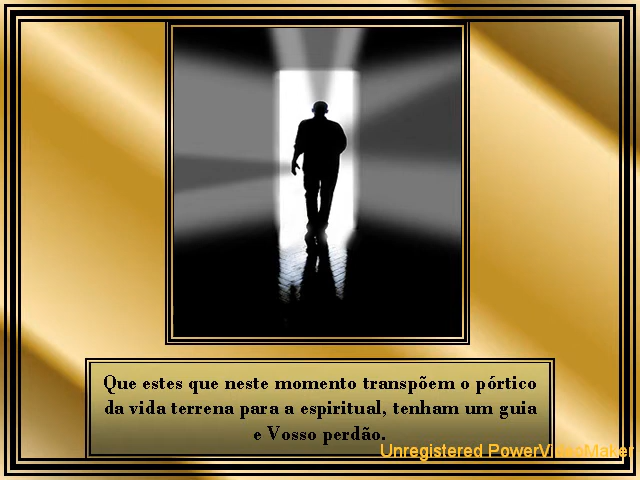 Que estes que neste momento transpõem o pórtico
da vida terrena para a espiritual, tenham um guia
e Vosso perdão.
Unregistered PowerVideoMaker